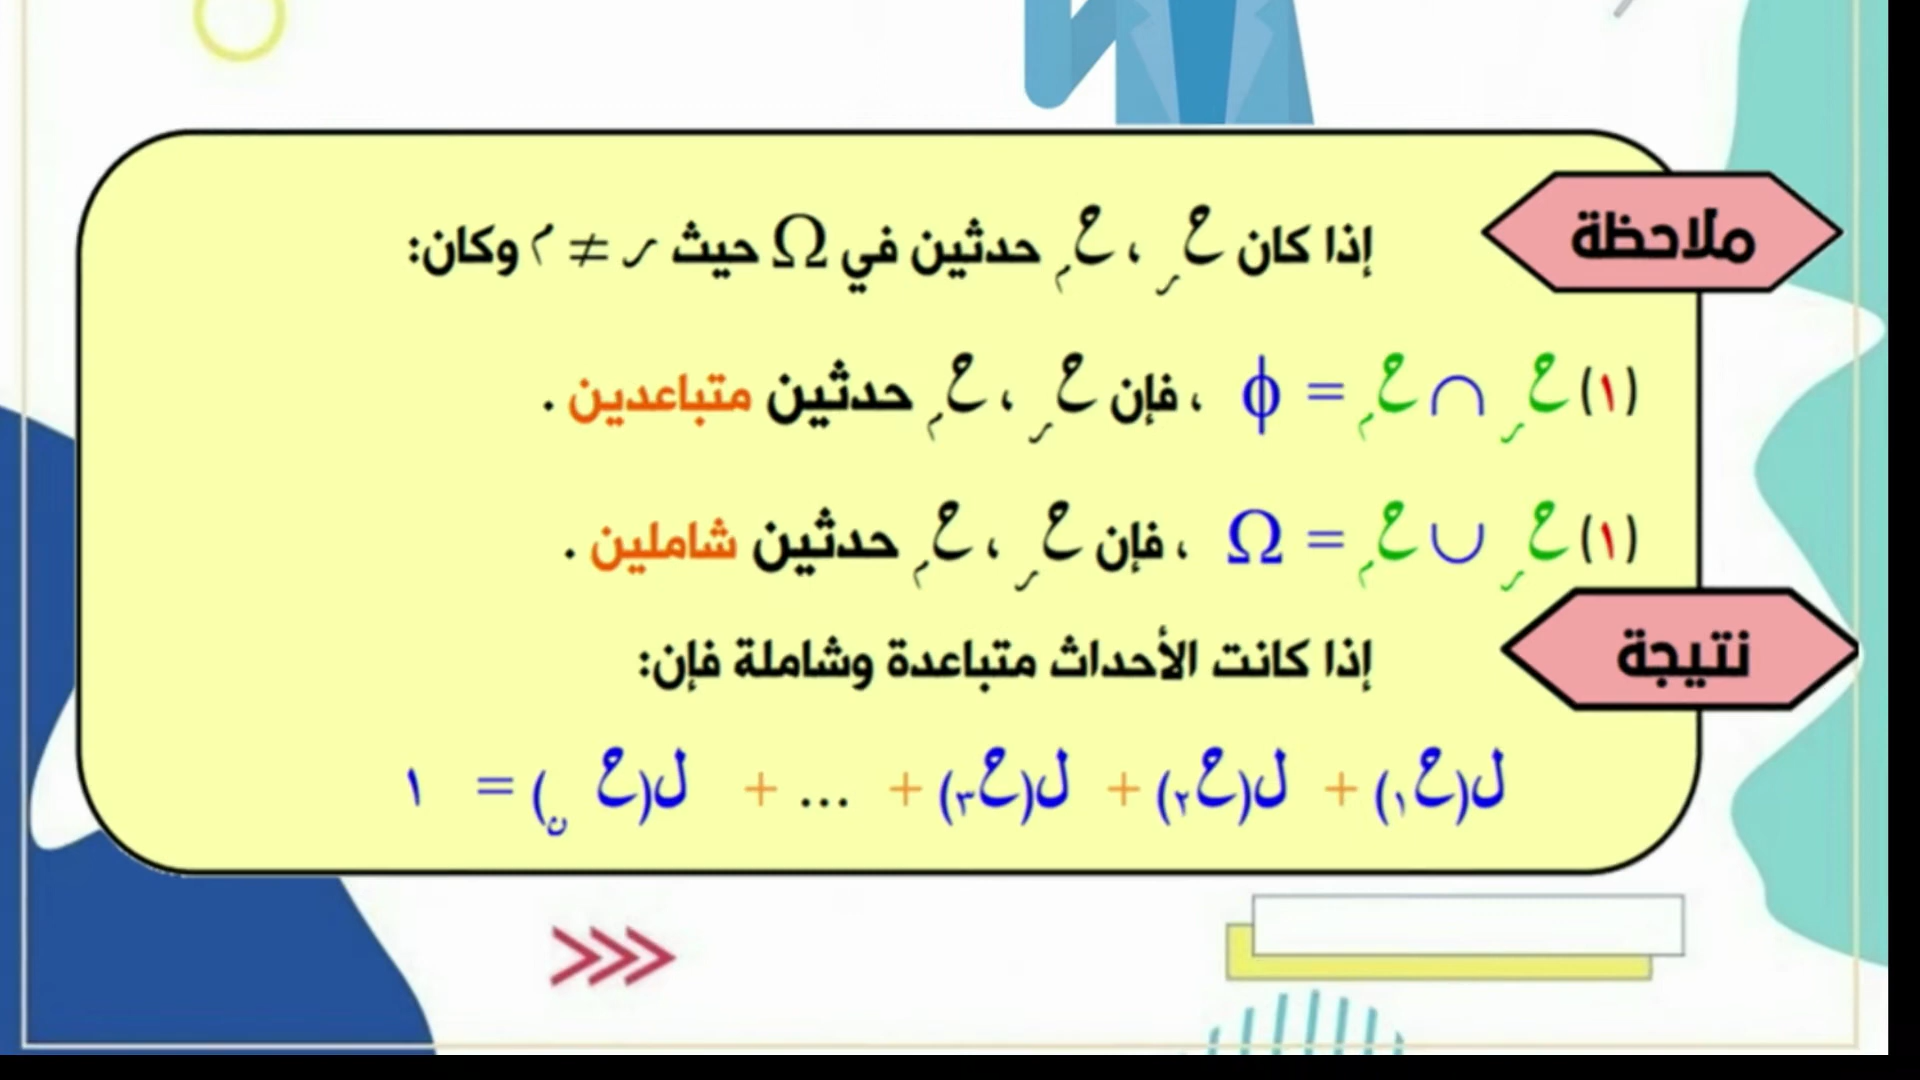 ملاحظة
إذا كان ح‌ر ، ح‌م حدثين في Ω حيث ر ≠ م وكان:
(١) ح‌ر ∩ ح‌م = ϕ ، فإن ح‌ر ، ح‌م حدثين متباعدين .
(١) ح‌ر ∪ ح‌م = Ω ، فإن ح‌ر ، ح‌م حدثين شاملين .
نتيجة
إذا كانت الأحداث متباعدة وشاملة فإن:
ل(ح١) + ل(ح٢) + ل(ح٣) + ... + ل(ح‌ن) = ١